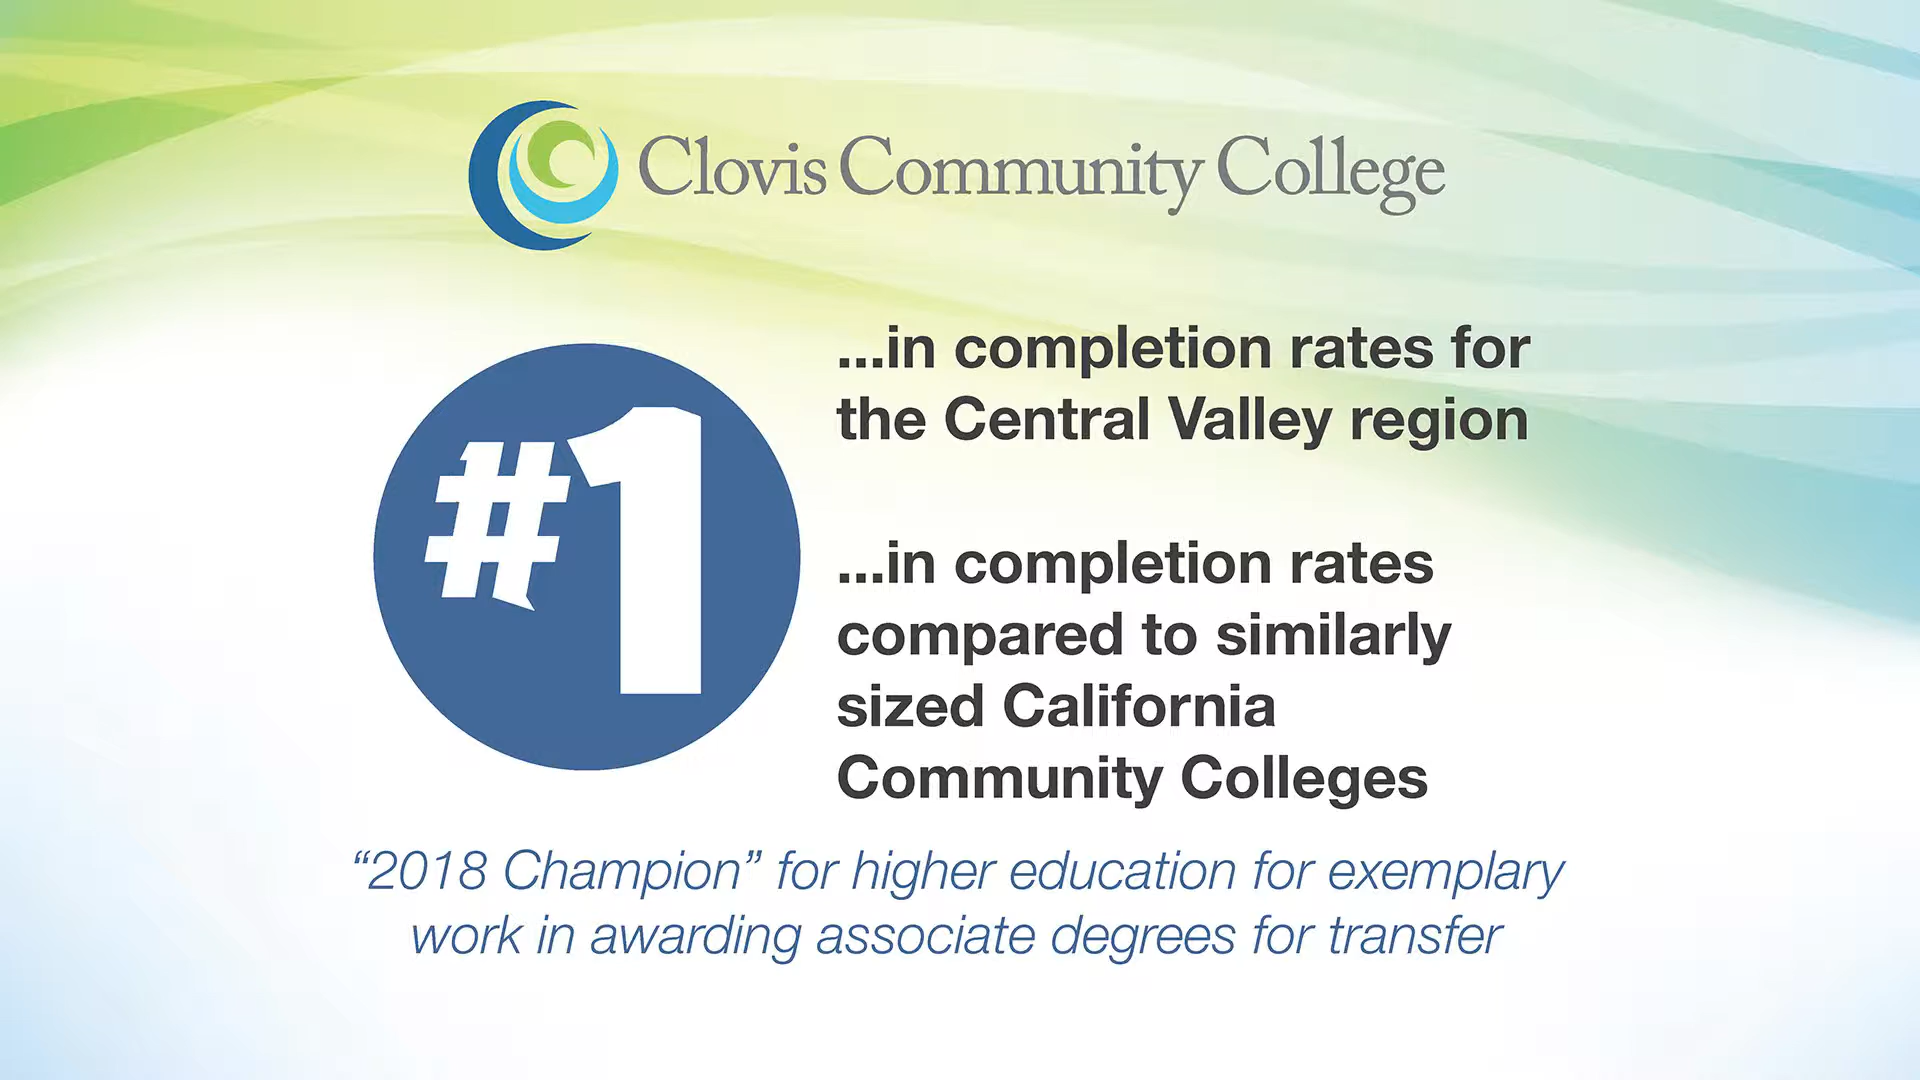 Clovis Community College
#1
...in completion rates for
the Central Valley region
...in completion rates
compared to similarly
sized California
Community Colleges
“2018 Champion” for higher education for exemplary
work in awarding associate degrees for transfer